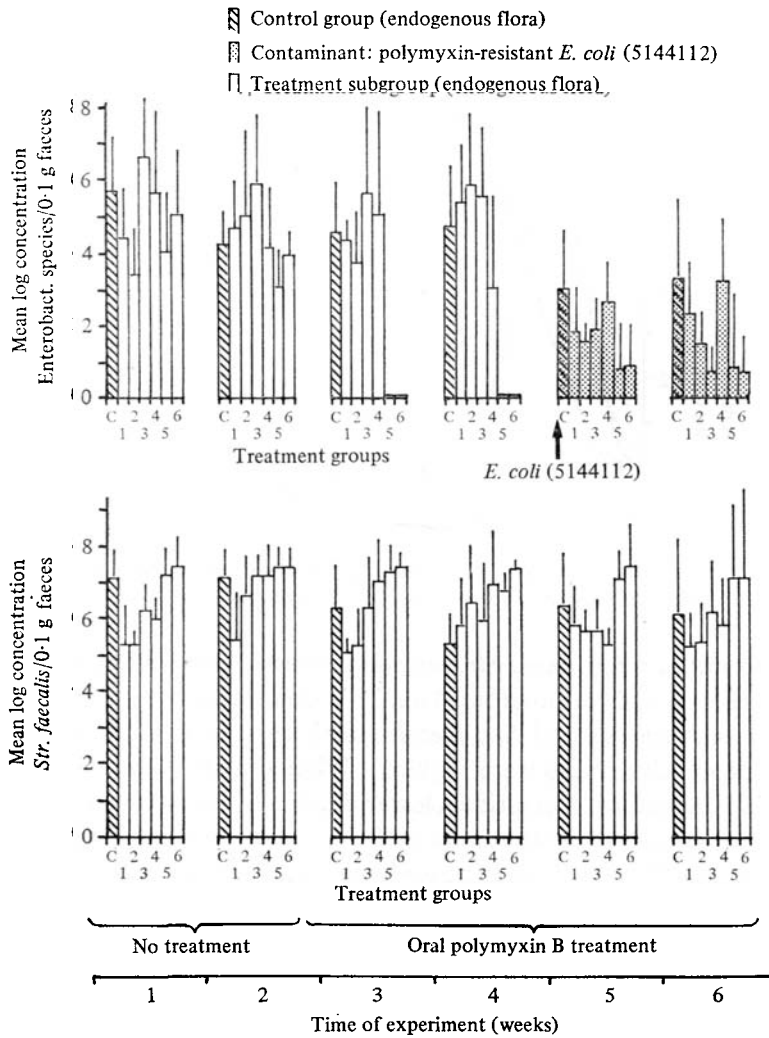 Control group (endogenous flora)
Contaminant: polymyxin-resistant E. coli (5144112)
Treatment subgroup (endogenous flora)
Mean log concentration
Enterobact. species/0·1 g faeces
8
6
4
2
0
C 2 4 6
1 3 5
C 2 4 6
1 3 5
C 2 4 6
1 3 5
C 2 4 6
1 3 5
C 2 4 6
1 3 5
C 2 4 6
1 3 5
Treatment groups
E. coli (5144112)
Mean log concentration
Str. faecalis/0·1 g faeces
8
6
4
2
0
C 2 4 6
1 3 5
C 2 4 6
1 3 5
C 2 4 6
1 3 5
C 2 4 6
1 3 5
C 2 4 6
1 3 5
C 2 4 6
1 3 5
Treatment groups
No treatment
Oral polymyxin B treatment
1 2 3 4 5 6
Time of experiment (weeks)